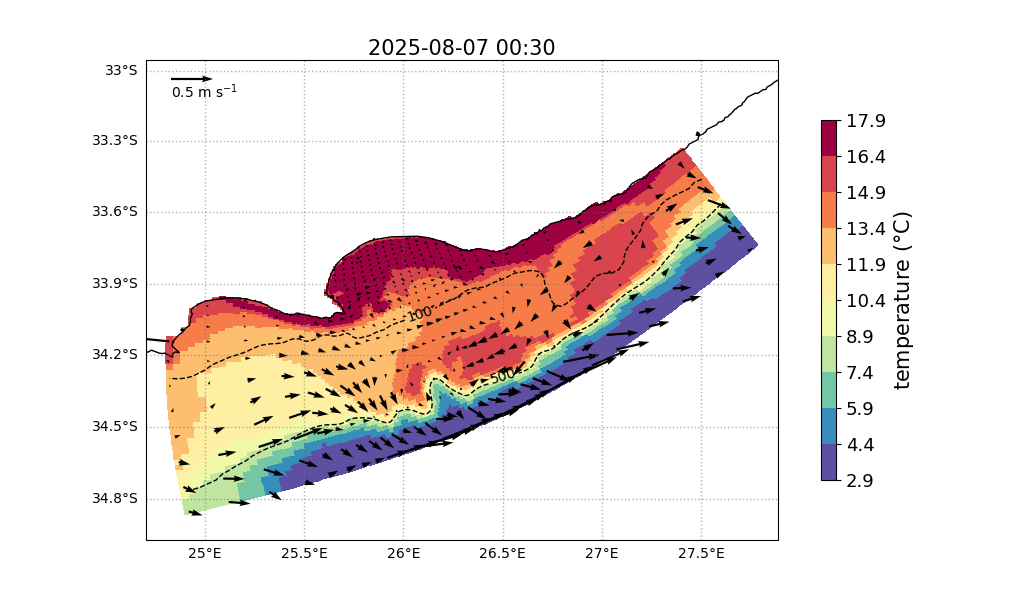 2025-08-07 00:30
0.5 m s⁻¹
33°S
33.3°S
33.6°S
33.9°S
34.2°S
34.5°S
34.8°S
100
500
25°E 25.5°E 26°E 26.5°E 27°E 27.5°E
17.9
16.4
14.9
13.4
11.9
10.4
8.9
7.4
5.9
4.4
2.9
temperature (°C)